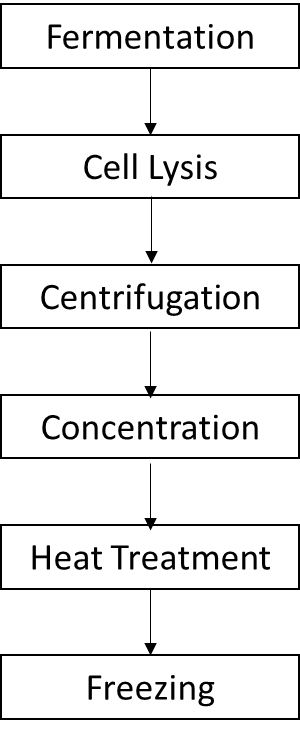 Fermentation
Cell Lysis
Centrifugation
Concentration
Heat Treatment
Freezing